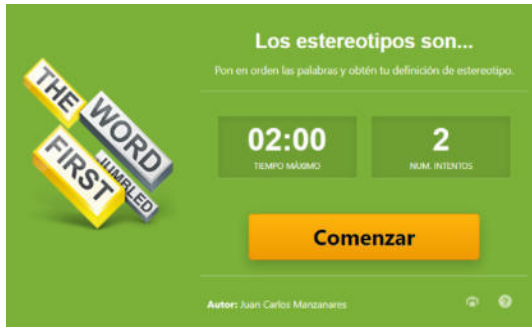 Los estereotipos son...
Pon en orden las palabras y obtén tu definición de estereotipo.
THE
WORD
FIRST
JUMBLED
02:00
TIEMPO MÁXIMO
2
NUM. INTENTOS
Comenzar
Autor: Juan Carlos Manzanares
?